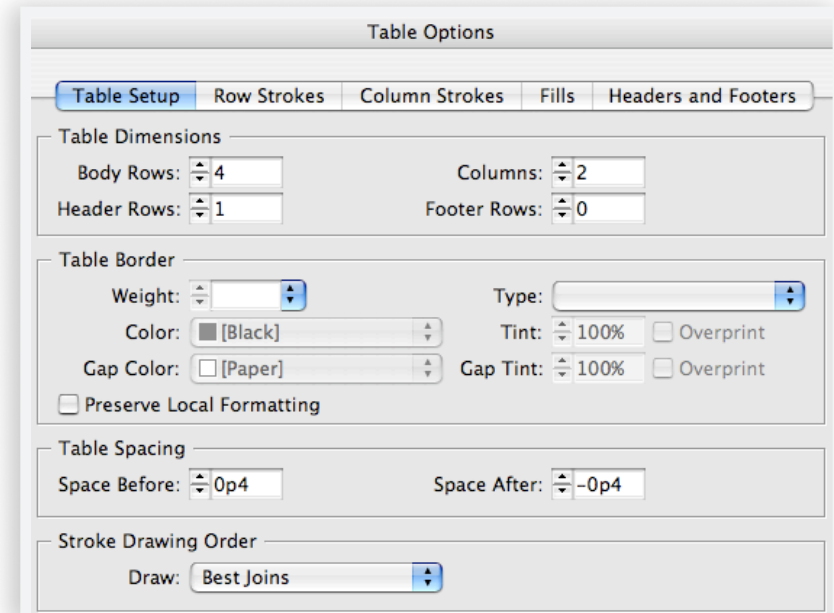 Table Options
Table Setup Row Strokes Column Strokes Fills Headers and Footers
Table Dimensions
Body Rows: 4 Columns: 2
Header Rows: 1 Footer Rows: 0
Table Border
Weight: Type:
Color: [Black] Tint: 100% Overprint
Gap Color: [Paper] Gap Tint: 100% Overprint
Preserve Local Formatting
Table Spacing
Space Before: 0p4 Space After: -0p4
Stroke Drawing Order
Draw: Best Joins